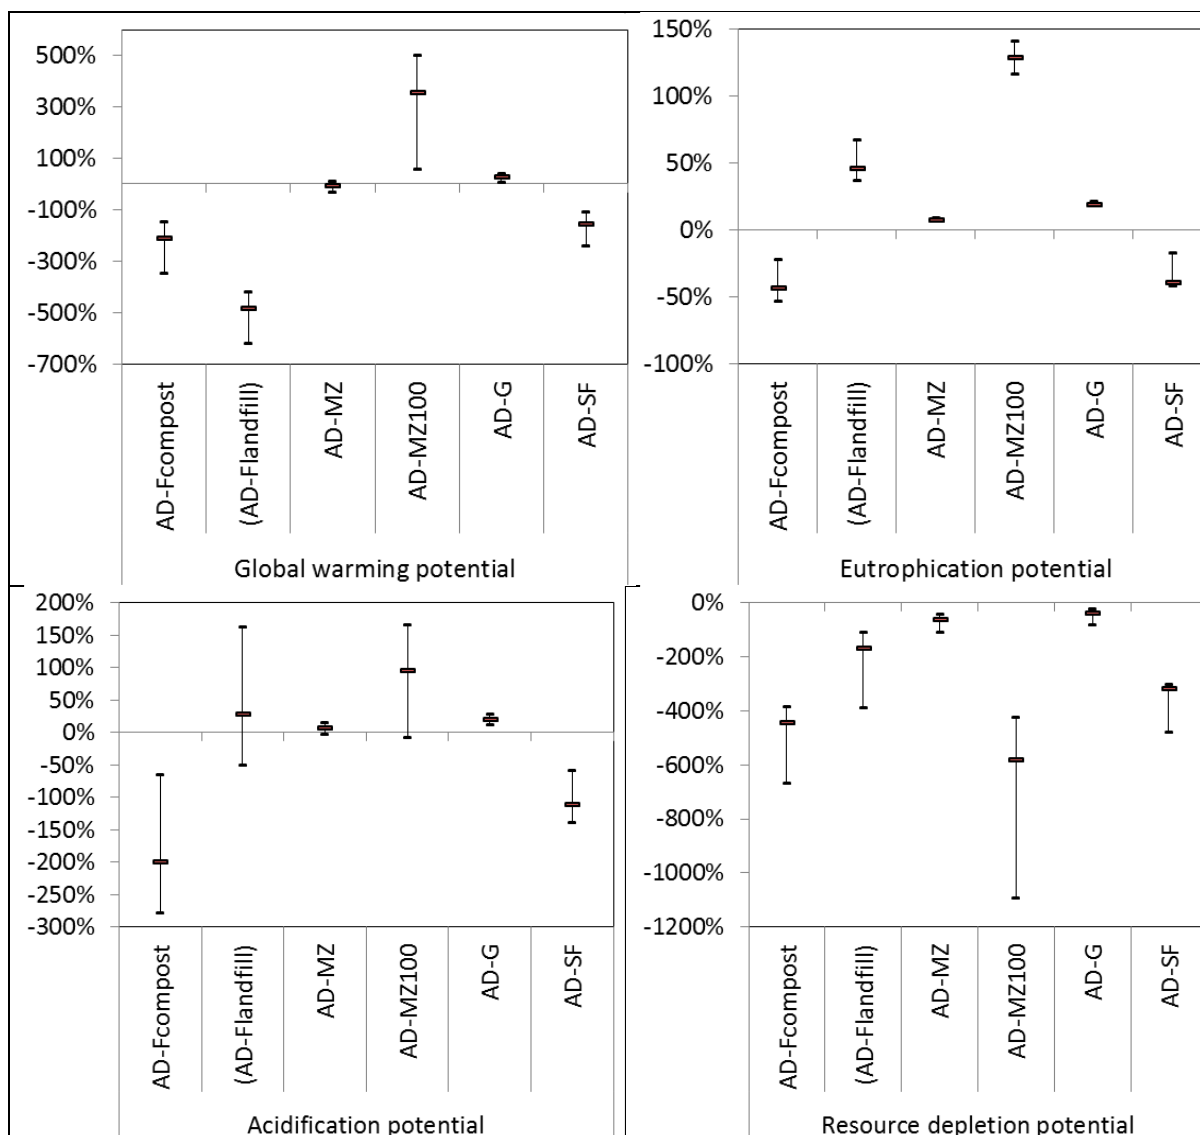 500%
300%
100%
-100%
-300%
-500%
-700%
AD-Fcompost
(AD-Flandfill)
AD-MZ
AD-MZ100
AD-G
AD-SF
Global warming potential
150%
100%
50%
0%
-50%
-100%
AD-Fcompost
(AD-Flandfill)
AD-MZ
AD-MZ100
AD-G
AD-SF
Eutrophication potential
200%
150%
100%
50%
0%
-50%
-100%
-150%
-200%
-250%
-300%
AD-Fcompost
(AD-Flandfill)
AD-MZ
AD-MZ100
AD-G
AD-SF
Acidification potential
0%
-200%
-400%
-600%
-800%
-1000%
-1200%
AD-Fcompost
(AD-Flandfill)
AD-MZ
AD-MZ100
AD-G
AD-SF
Resource depletion potential